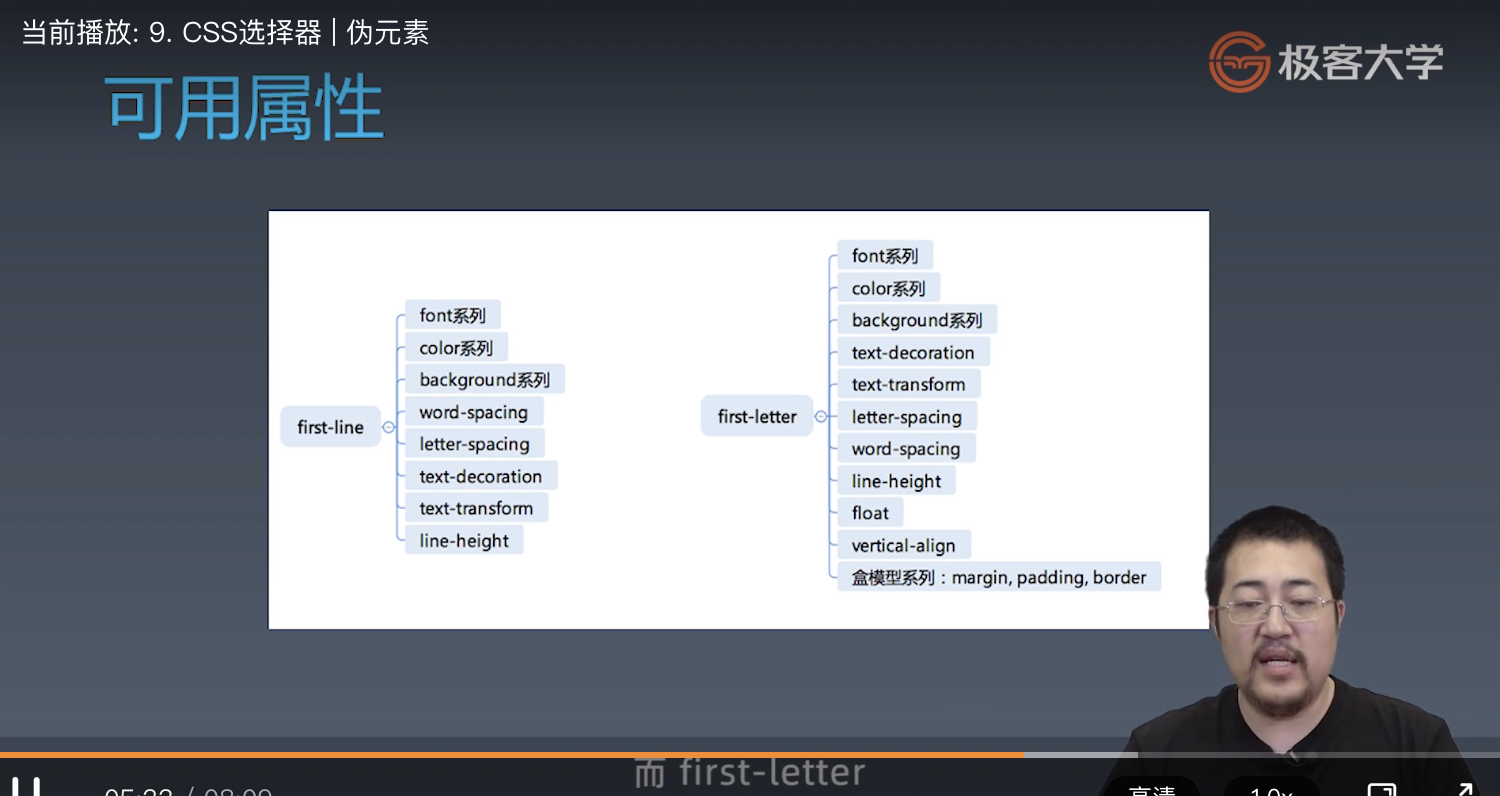 当前播放: 9. CSS选择器 | 伪元素
极客大学
可用属性
first-line
font系列
color系列
background系列
word-spacing
letter-spacing
text-decoration
text-transform
line-height
first-letter
font系列
color系列
background系列
text-decoration
text-transform
letter-spacing
word-spacing
line-height
float
vertical-align
盒模型系列：margin, padding, border
而 first-letter
高清
1.0x